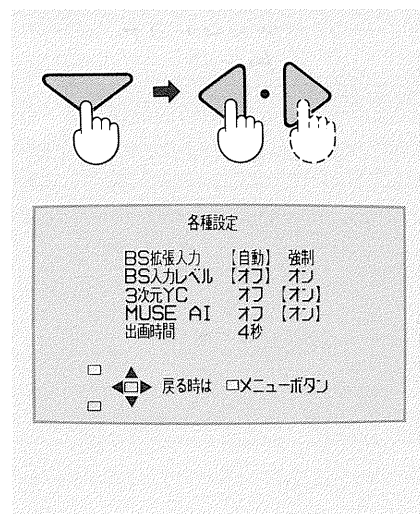 各種設定
BS拡張入力 【自動】 強制
BS入力レベル 【オフ】 オン
3次元YC オフ 【オン】
MUSE AI オフ 【オン】
出画時間 4秒
戻る時は □メニューボタン